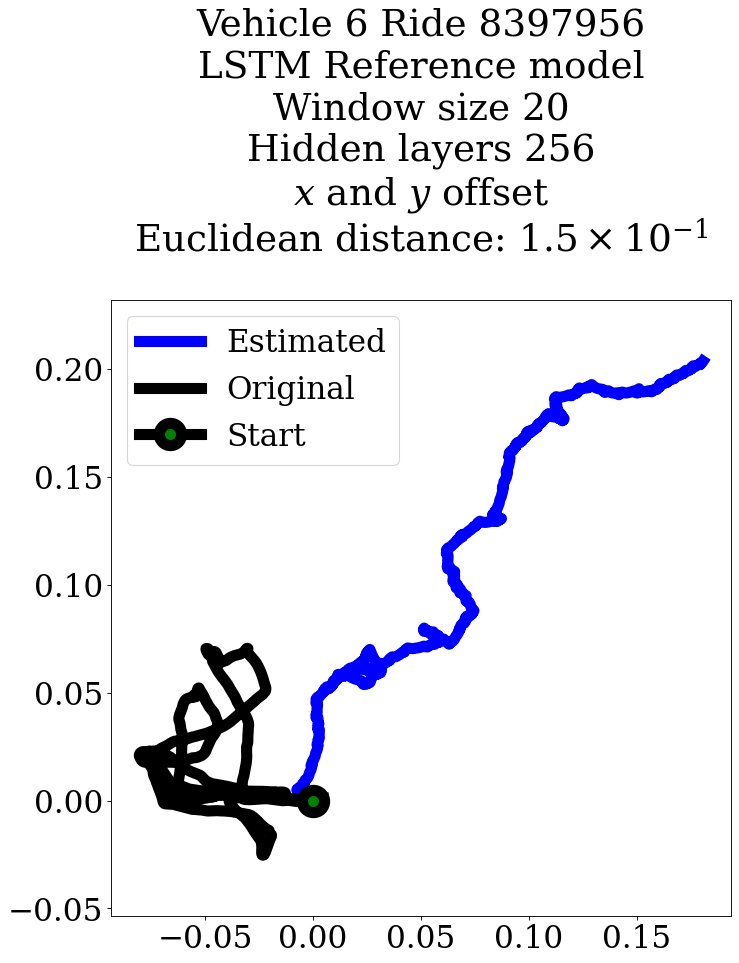 Vehicle 6 Ride 8397956
LSTM Reference model
Window size 20
Hidden layers 256
x and y offset
Euclidean distance: 1.5 × 10⁻¹
Estimated
Original
Start
0.20
0.15
0.10
0.05
0.00
−0.05
−0.05 0.00 0.05 0.10 0.15